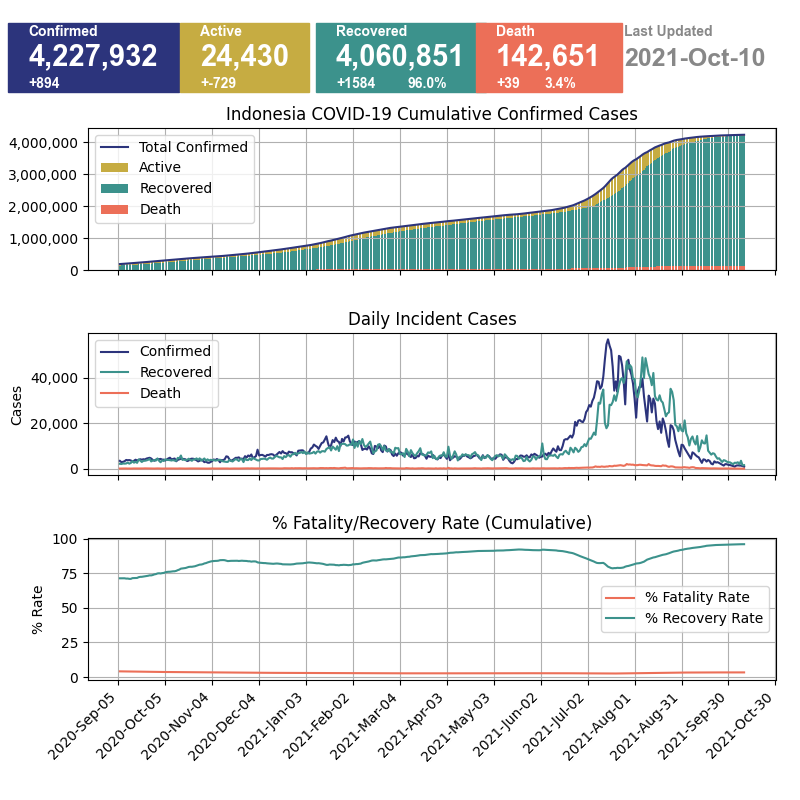 Confirmed
4,227,932
+894
Active
24,430
+-729
Recovered
4,060,851
+1584 96.0%
Death
142,651
+39 3.4%
Last Updated
2021-Oct-10
Indonesia COVID-19 Cumulative Confirmed Cases
4,000,000
3,000,000
2,000,000
1,000,000
0
Total Confirmed
Active
Recovered
Death
Daily Incident Cases
Cases
40,000
20,000
0
Confirmed
Recovered
Death
% Fatality/Recovery Rate (Cumulative)
% Rate
100
75
50
25
0
% Fatality Rate
% Recovery Rate
2020-Sep-05
2020-Oct-05
2020-Nov-04
2020-Dec-04
2021-Jan-03
2021-Feb-02
2021-Mar-04
2021-Apr-03
2021-May-03
2021-Jun-02
2021-Jul-02
2021-Aug-01
2021-Aug-31
2021-Sep-30
2021-Oct-30